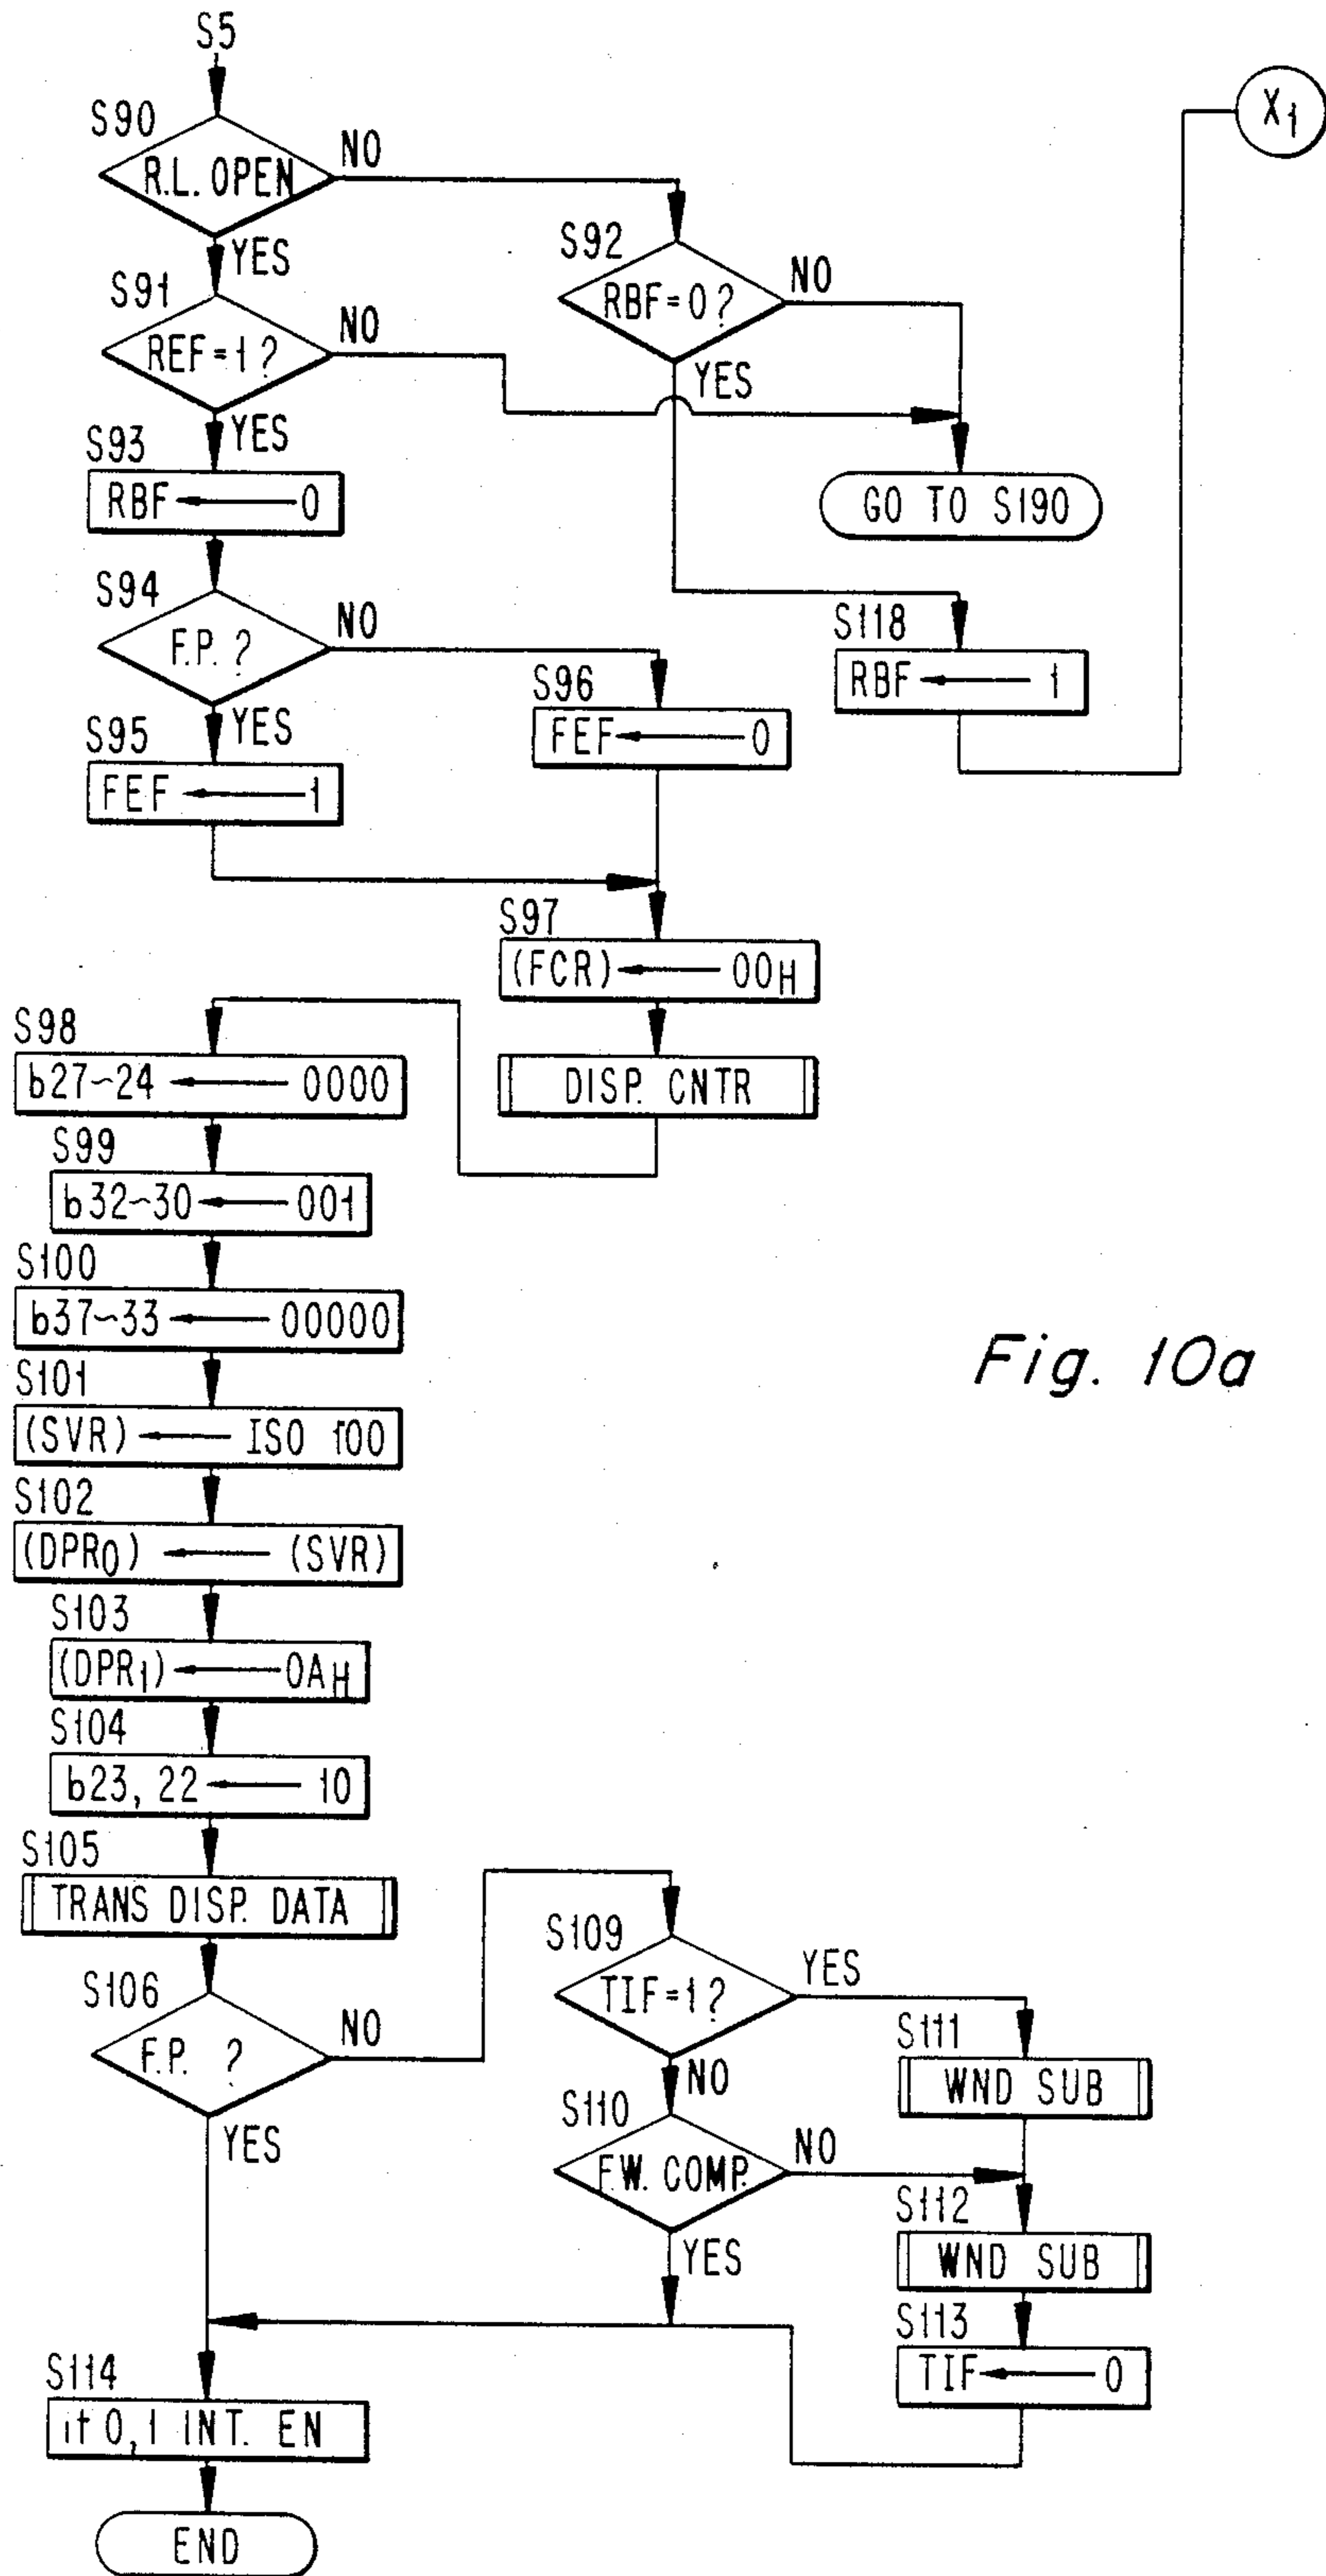 S5
X1
S90
R.L. OPEN
NO
YES
S92
RBF=0?
NO
YES
S91
REF=1?
NO
YES
S93
RBF ← 0
GO TO S190
S94
F.P. ?
NO
YES
S118
RBF ← 1
S96
FEF ← 0
S95
FEF ← 1
S97
(FCR) ← 00H
DISP. CNTR
S98
b27~24 ← 0000
S99
b32~30 ← 001
S100
b37~33 ← 00000
S101
(SVR) ← ISO 100
S102
(DPR0) ← (SVR)
S103
(DPR1) ← 0AH
S104
b23, 22 ← 10
S105
TRANS DISP. DATA
S106
F.P. ?
NO
YES
S109
TIF=1?
YES
NO
S111
WND SUB
S110
F.W. COMP.
NO
YES
S112
WND SUB
S113
TIF ← 0
S114
it 0,1 INT. EN
END
Fig. 10a